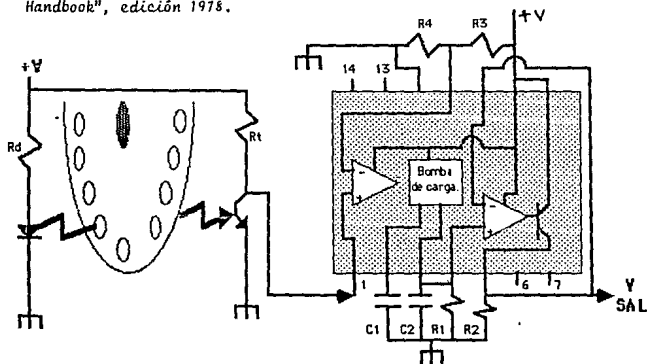 Handbook", edición 1978.
+V
R4
R3
+V
14
13
Rd
Rt
Bomba
de carga.
-
+
-
+
1
6
7
V
SAL
C1
C2
R1
R2